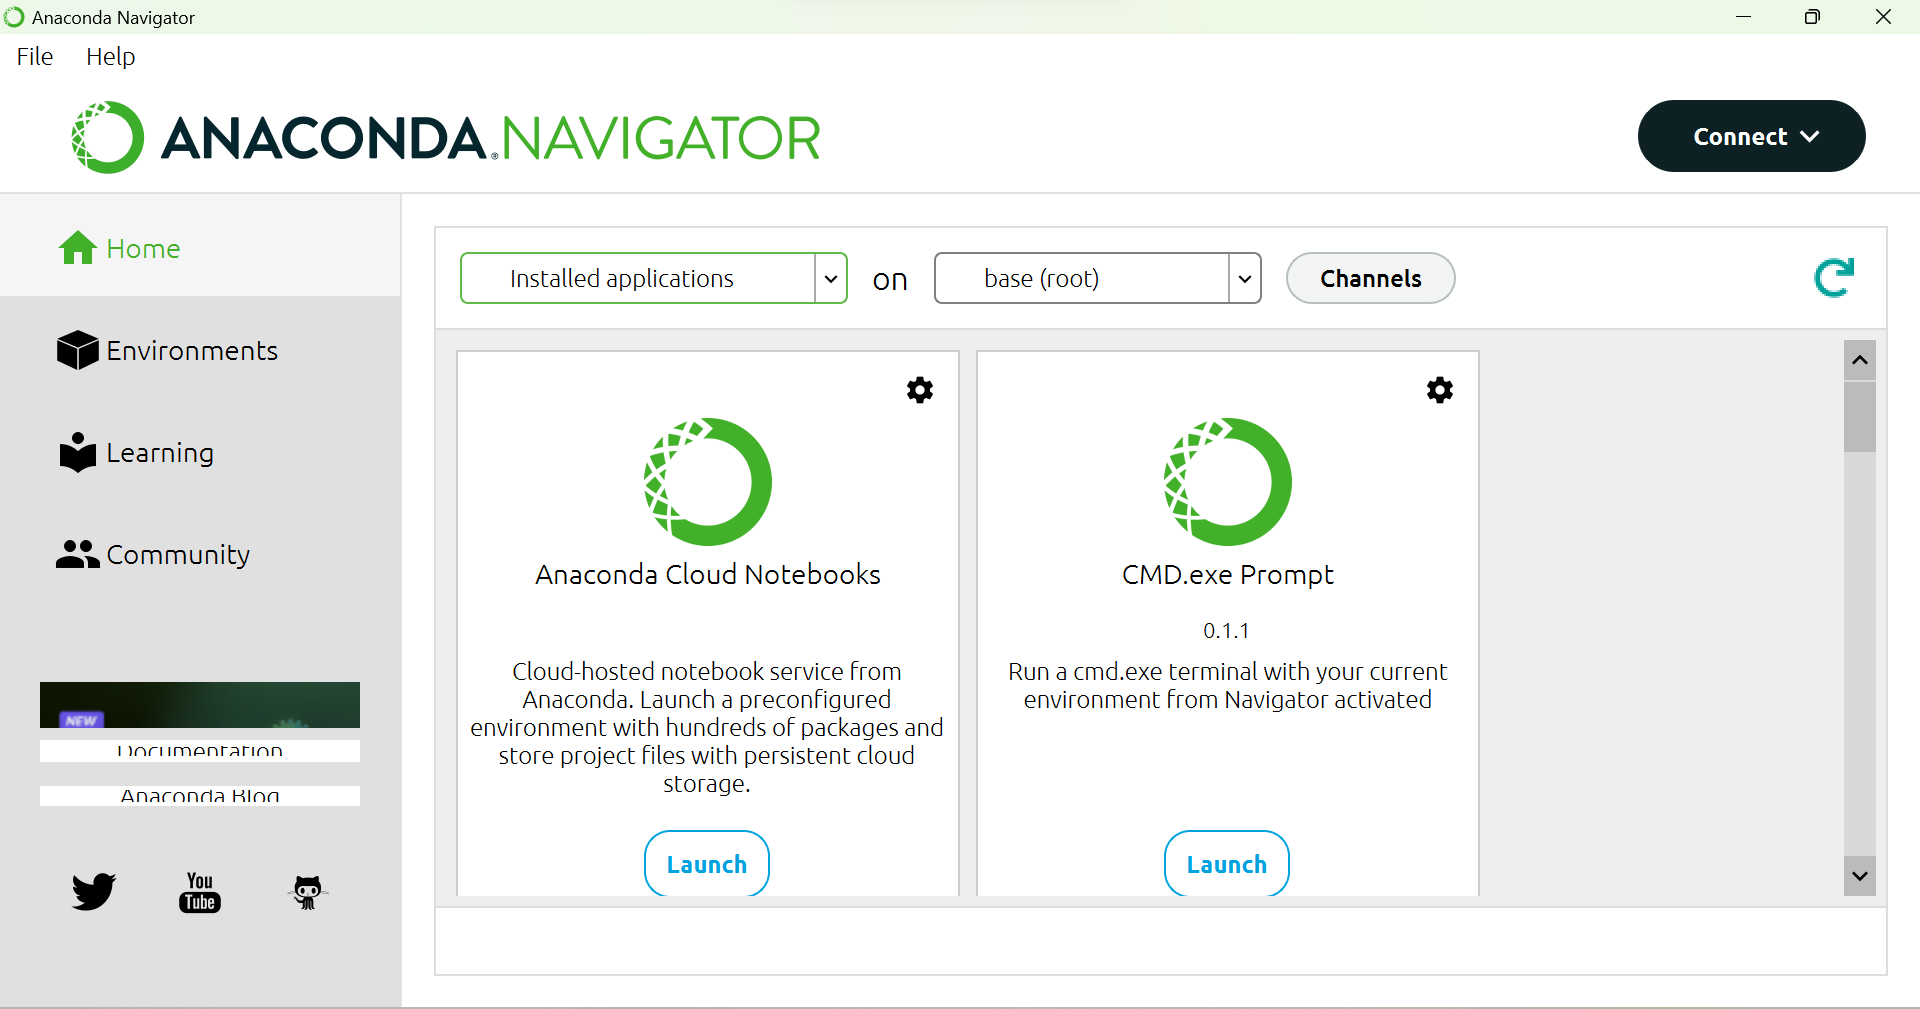 Anaconda Navigator
File Help
ANACONDA.NAVIGATOR
Connect
Home
Installed applications on base (root) Channels
Environments
Learning
Community
Anaconda Cloud Notebooks
Cloud-hosted notebook service from
Anaconda. Launch a preconfigured
environment with hundreds of packages and
store project files with persistent cloud
storage.
Launch
CMD.exe Prompt
0.1.1
Run a cmd.exe terminal with your current
environment from Navigator activated
Launch
NEW
Documentation
Anaconda Blog
You
Tube